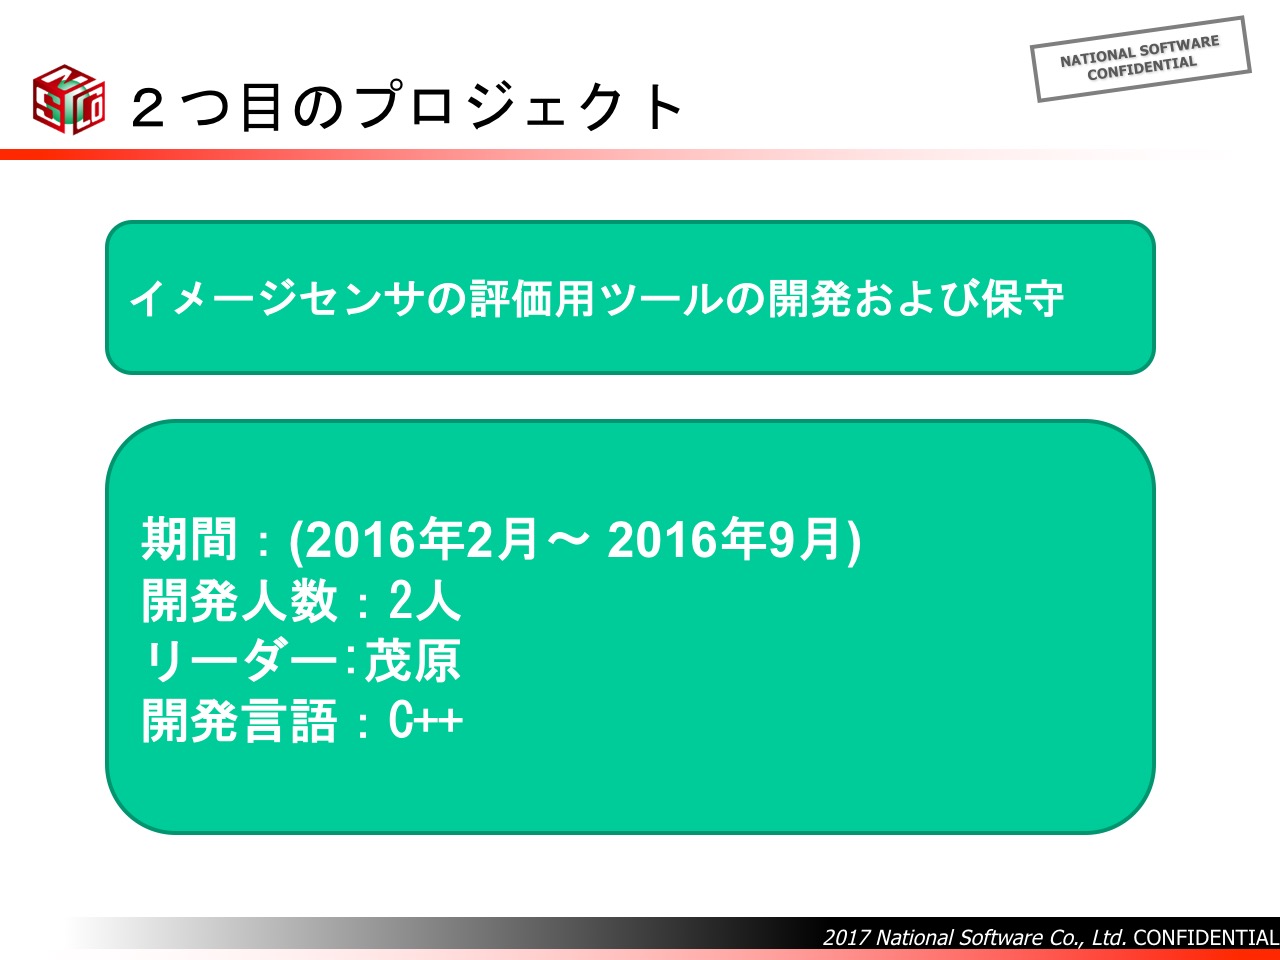 NATIONAL SOFTWARE
CONFIDENTIAL
２つ目のプロジェクト
イメージセンサの評価用ツールの開発および保守
期間：(2016年2月～ 2016年9月)
開発人数：2人
リーダー:茂原
開発言語：C++
2017 National Software Co., Ltd. CONFIDENTIAL